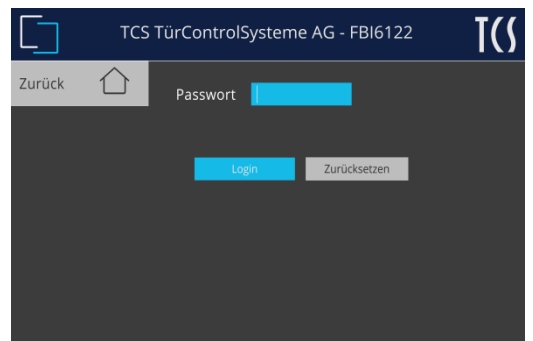 TCS TürControlSysteme AG - FBI6122
TCS
Zurück
Passwort
Login
Zurücksetzen